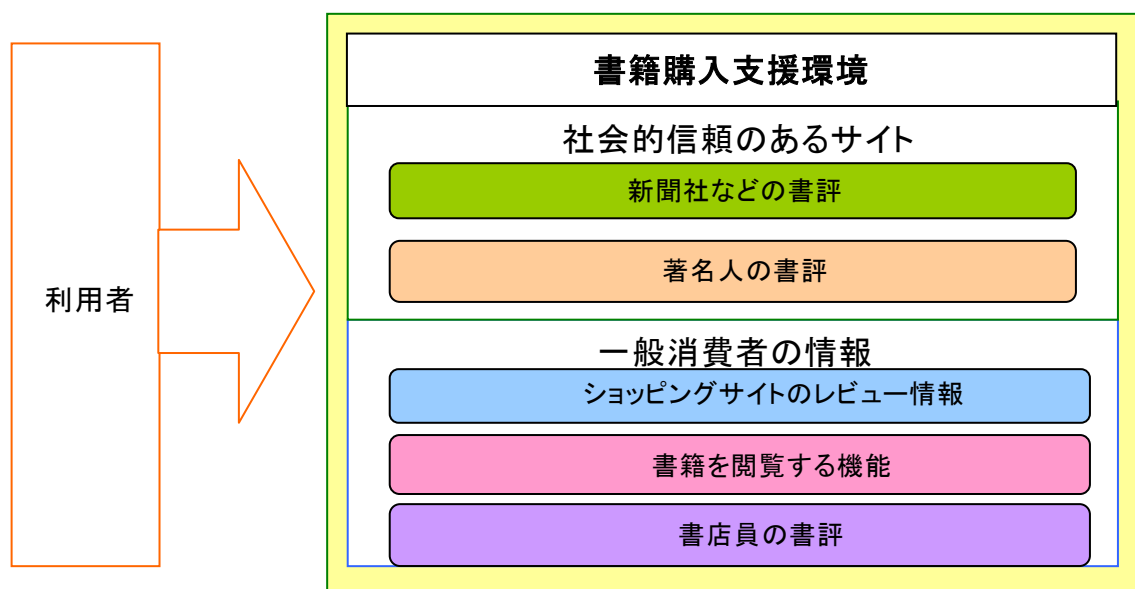 書籍購入支援環境
社会的信頼のあるサイト
新聞社などの書評
著名人の書評
利用者
一般消費者の情報
ショッピングサイトのレビュー情報
書籍を閲覧する機能
書店員の書評